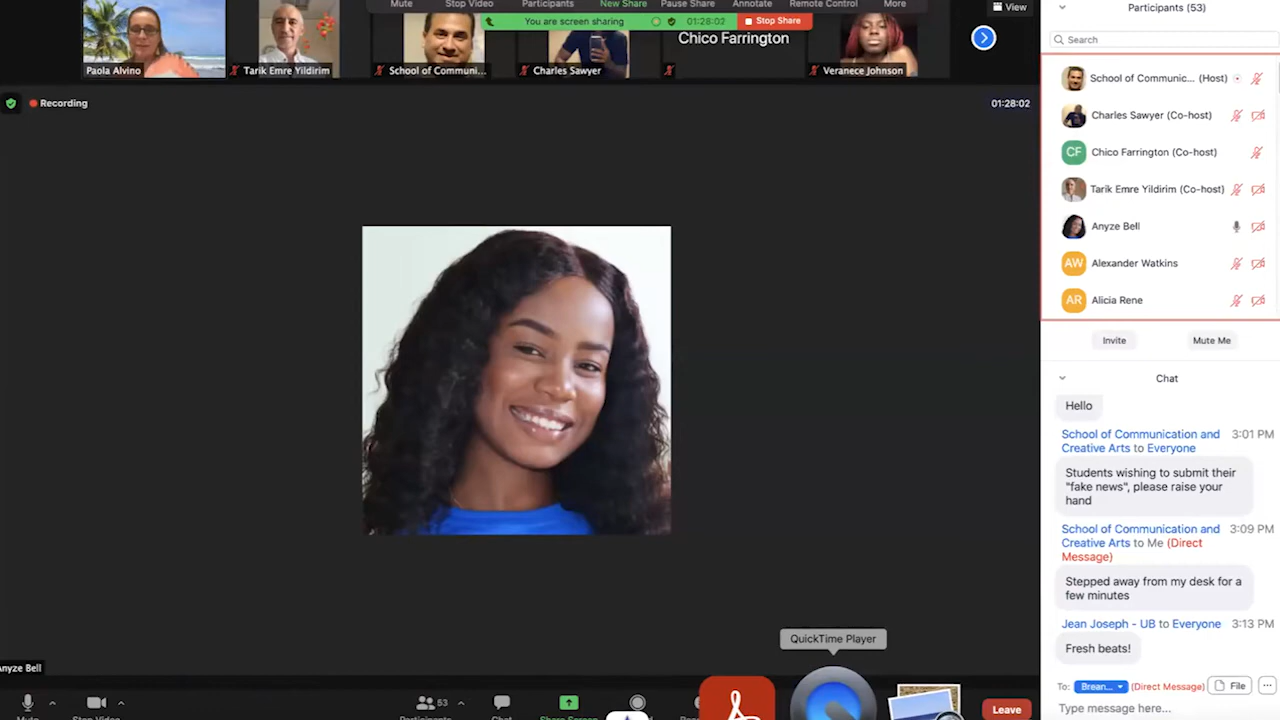 Mute
Stop Video
Participants
New Share
Pause Share
Annotate
Remote Control
More
You are screen sharing
01:28:02
Stop Share
View
Paola Alvino
Tarik Emre Yildirim
School of Communi...
Charles Sawyer
Chico Farrington
Veranece Johnson
Recording
01:28:02
Anyze Bell
QuickTime Player
53
Leave
Participants (53)
Search
School of Communic... (Host)
Charles Sawyer (Co-host)
CF Chico Farrington (Co-host)
Tarik Emre Yildirim (Co-host)
Anyze Bell
AW Alexander Watkins
AR Alicia Rene
Invite
Mute Me
Chat
Hello
School of Communication and 3:01 PM
Creative Arts to Everyone
Students wishing to submit their
"fake news", please raise your
hand
School of Communication and 3:09 PM
Creative Arts to Me (Direct
Message)
Stepped away from my desk for a
few minutes
Jean Joseph - UB to Everyone 3:13 PM
Fresh beats!
To: Brean... (Direct Message) File ...
Type message here...